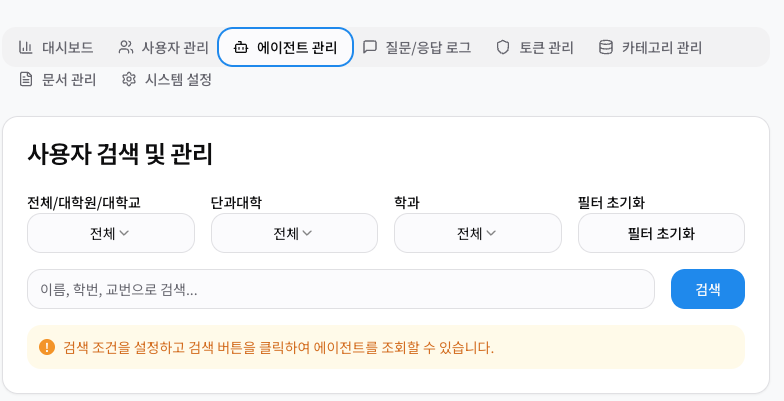 대시보드 사용자 관리 에이전트 관리 질문/응답 로그 토큰 관리 카테고리 관리
문서 관리 시스템 설정
사용자 검색 및 관리
전체/대학원/대학교 단과대학 학과 필터 초기화
전체 전체 전체 필터 초기화
이름, 학번, 교번으로 검색... 검색
검색 조건을 설정하고 검색 버튼을 클릭하여 에이전트를 조회할 수 있습니다.